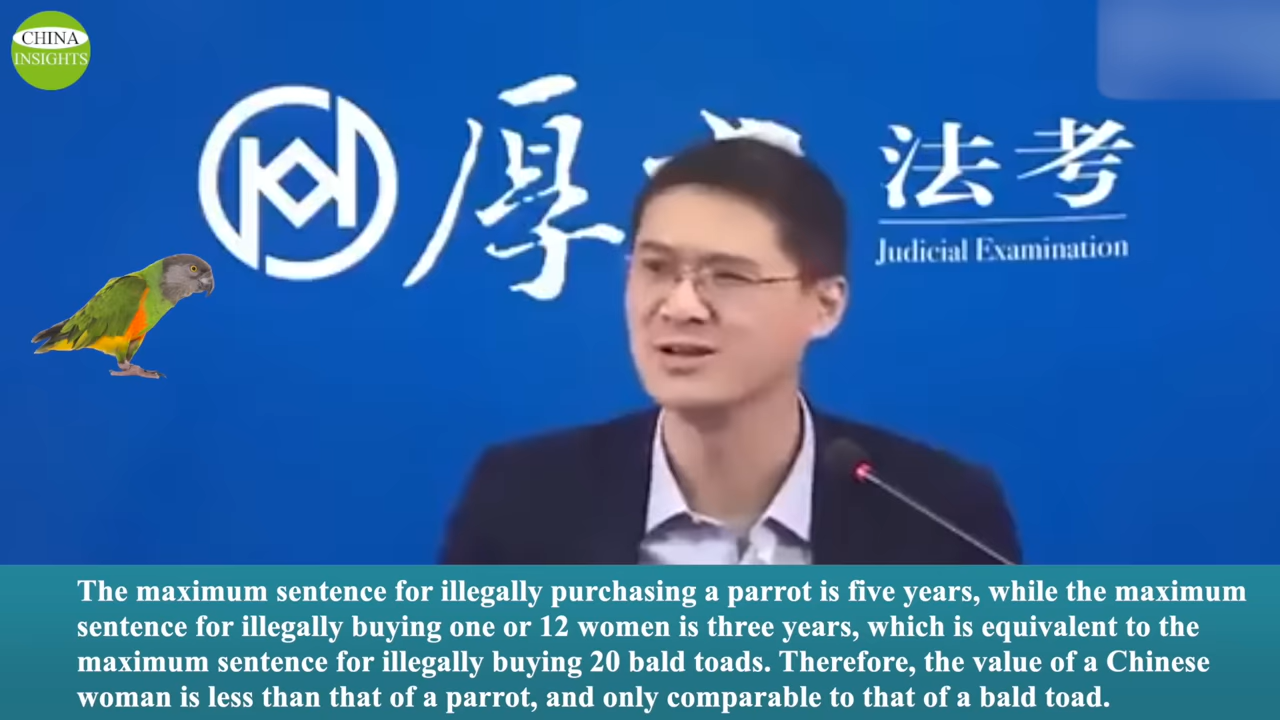 CHINA
INSIGHTS
厚
法考
Judicial Examination
The maximum sentence for illegally purchasing a parrot is five years, while the maximum
sentence for illegally buying one or 12 women is three years, which is equivalent to the
maximum sentence for illegally buying 20 bald toads. Therefore, the value of a Chinese
woman is less than that of a parrot, and only comparable to that of a bald toad.